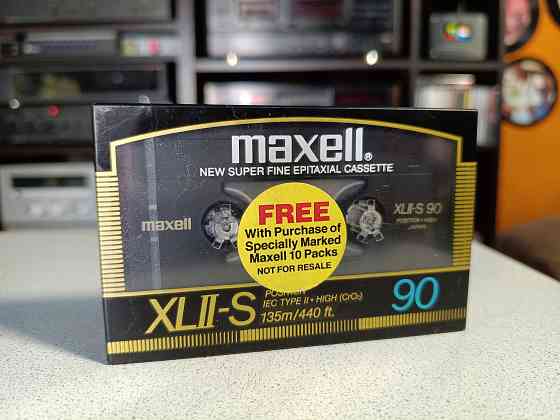 maxell®
NEW SUPER FINE EPITAXIAL CASSETTE
maxell
XLII-S 90
POSITION • HIGH
JAPAN
FREE
With Purchase of
Specially Marked
Maxell 10 Packs
NOT FOR RESALE
XLII-S
POSITION
IEC TYPE II • HIGH (CrO₂)
135m/440 ft.
90